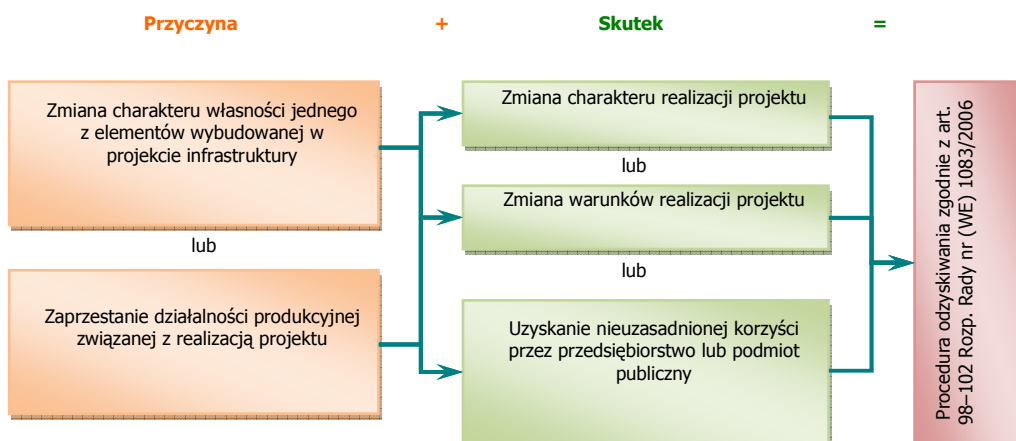 Przyczyna + Skutek =
Zmiana charakteru własności jednego
z elementów wybudowanej w
projekcie infrastruktury
lub
Zaprzestanie działalności produkcyjnej
związanej z realizacją projektu
Zmiana charakteru realizacji projektu
lub
Zmiana warunków realizacji projektu
lub
Uzyskanie nieuzasadnionej korzyści
przez przedsiębiorstwo lub podmiot
publiczny
Procedura odzyskiwania zgodnie z art.
98–102 Rozp. Rady nr (WE) 1083/2006